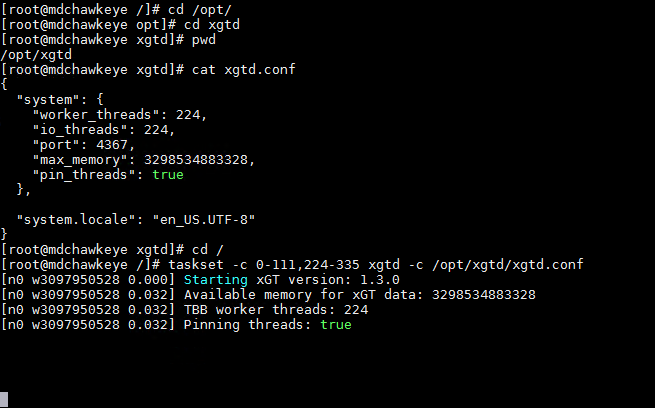 [root@mdchawkeye /]# cd /opt/
[root@mdchawkeye opt]# cd xgtd
[root@mdchawkeye xgtd]# pwd
/opt/xgtd
[root@mdchawkeye xgtd]# cat xgtd.conf
{
  "system": {
    "worker_threads": 224,
    "io_threads": 224,
    "port": 4367,
    "max_memory": 3298534883328,
    "pin_threads": true
  },
  "system.locale": "en_US.UTF-8"
}
[root@mdchawkeye xgtd]# cd /
[root@mdchawkeye /]# taskset -c 0-111,224-335 xgtd -c /opt/xgtd/xgtd.conf
[n0 w3097950528 0.000] Starting xGT version: 1.3.0
[n0 w3097950528 0.032] Available memory for xGT data: 3298534883328
[n0 w3097950528 0.032] TBB worker threads: 224
[n0 w3097950528 0.032] Pinning threads: true